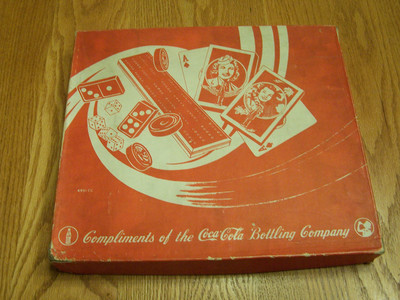 A
Compliments of the Coca-Cola Bottling Company